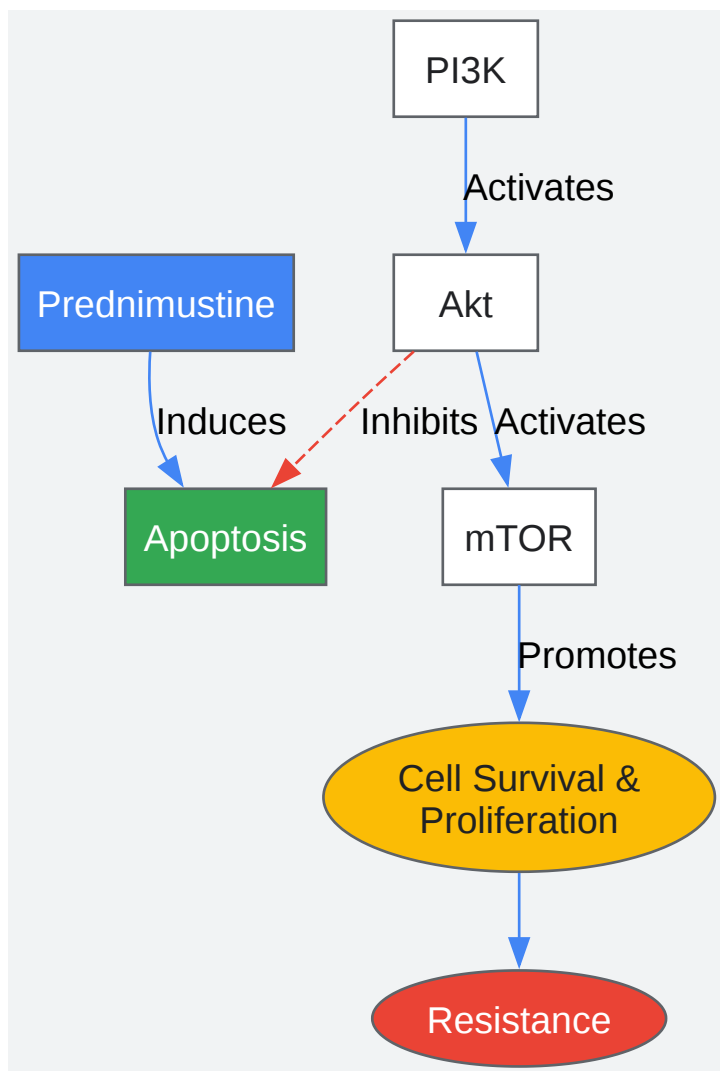 PI3K
Activates
Prednimustine
Akt
Induces
Inhibits
Activates
Apoptosis
mTOR
Promotes
Cell Survival &
Proliferation
Resistance